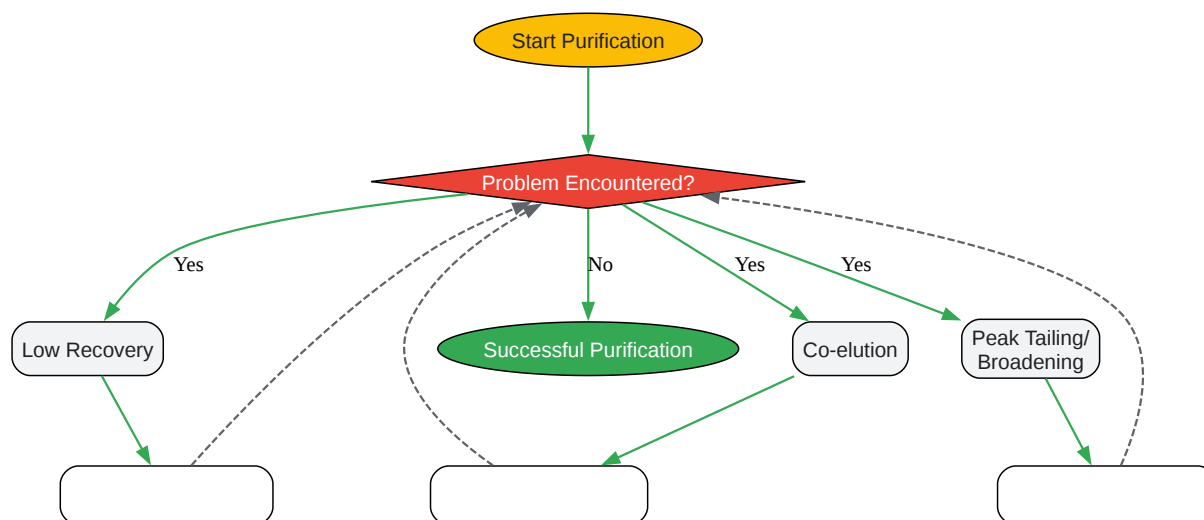 Start Purification
Problem Encountered?
Yes
No
Yes
Yes
Low Recovery
Successful Purification
Co-elution
Peak Tailing/
Broadening